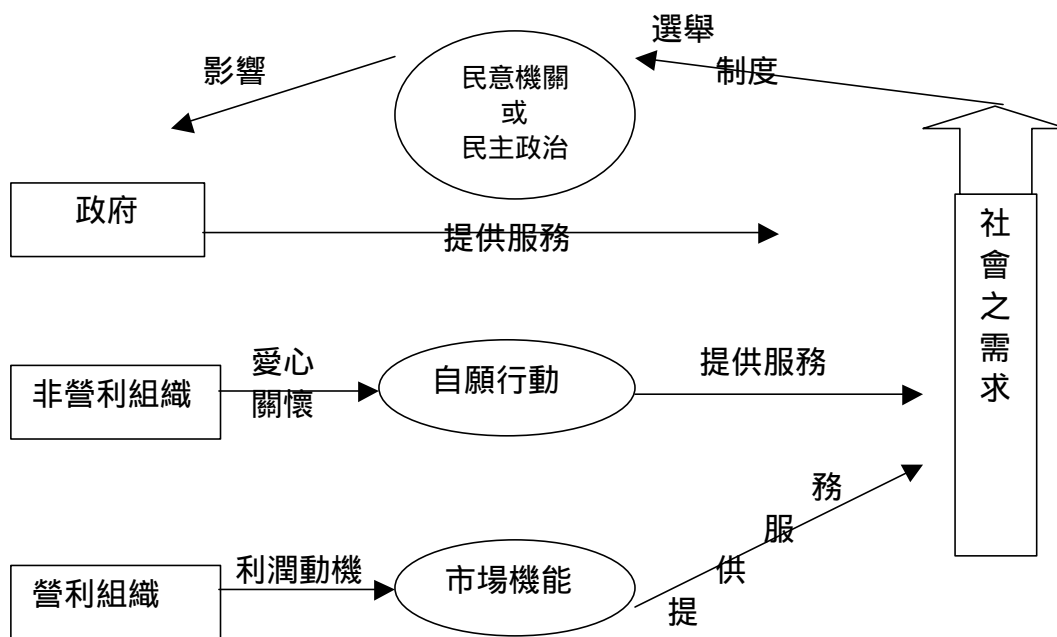 選舉
制度
影響
民意機關
或
民主政治
政府
提供服務
社會之需求
非營利組織
愛心
關懷
自願行動
提供服務
營利組織
利潤動機
市場機能
提供服務